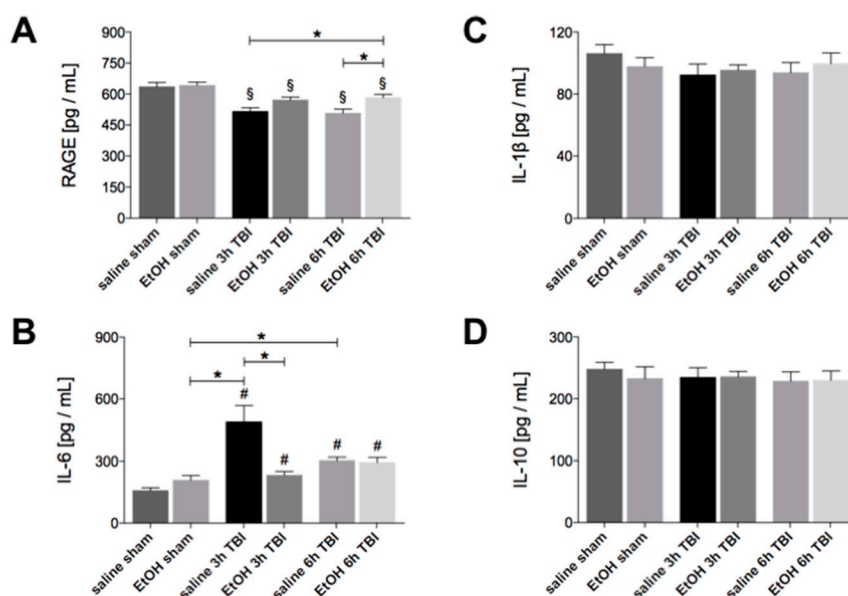 A
RAGE [pg / mL]
900
750
600
450
300
150
0
*
*
§
§
§
§
saline sham
EtOH sham
saline 3h TBI
EtOH 3h TBI
saline 6h TBI
EtOH 6h TBI
B
IL-6 [pg / mL]
900
600
300
0
*
*
*
#
#
#
#
saline sham
EtOH sham
saline 3h TBI
EtOH 3h TBI
saline 6h TBI
EtOH 6h TBI
C
IL-1β [pg / mL]
120
80
40
0
saline sham
EtOH sham
saline 3h TBI
EtOH 3h TBI
saline 6h TBI
EtOH 6h TBI
D
IL-10 [pg / mL]
300
200
100
0
saline sham
EtOH sham
saline 3h TBI
EtOH 3h TBI
saline 6h TBI
EtOH 6h TBI